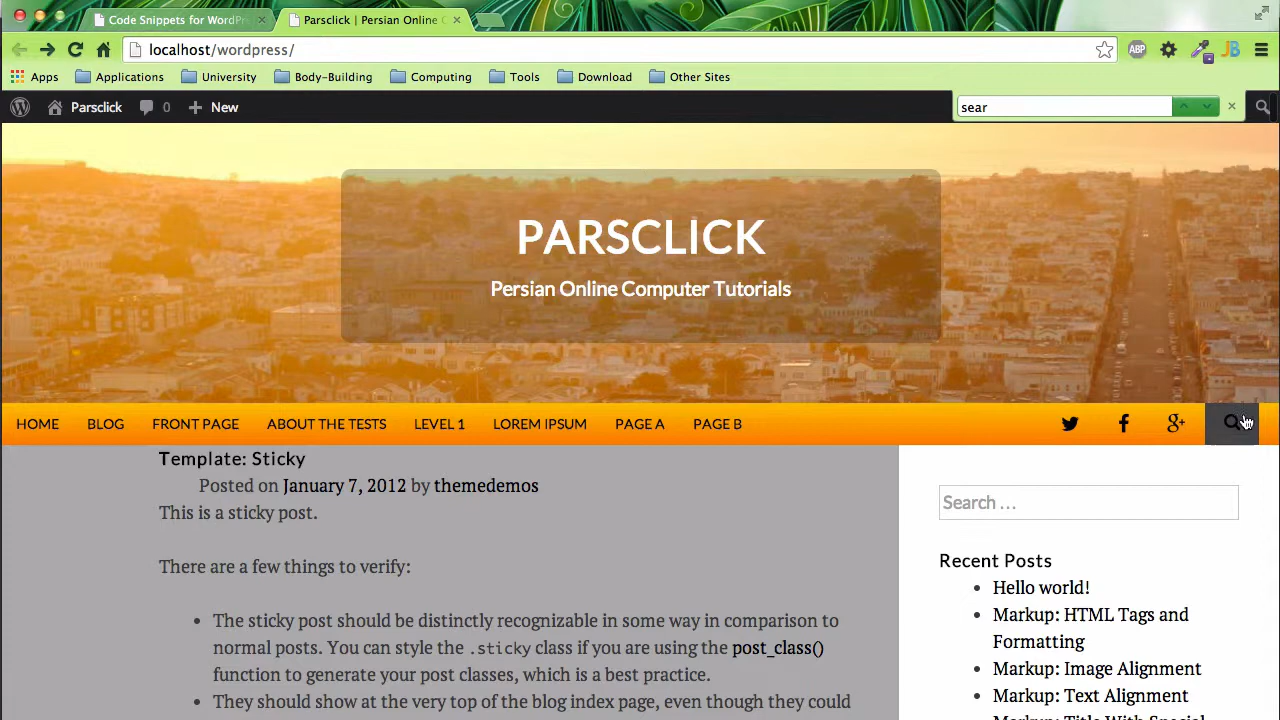 Code Snippets for WordPr
Parsclick | Persian Online C
localhost/wordpress/
ABP
JB
Apps Applications University Body-Building Computing Tools Download Other Sites
Parsclick 0 New
sear
PARSCLICK
Persian Online Computer Tutorials
HOME BLOG FRONT PAGE ABOUT THE TESTS LEVEL 1 LOREM IPSUM PAGE A PAGE B
Template: Sticky
Posted on January 7, 2012 by themedemos
This is a sticky post.
There are a few things to verify:
The sticky post should be distinctly recognizable in some way in comparison to
normal posts. You can style the .sticky class if you are using the post_class()
function to generate your post classes, which is a best practice.
They should show at the very top of the blog index page, even though they could
Search …
Recent Posts
Hello world!
Markup: HTML Tags and
Formatting
Markup: Image Alignment
Markup: Text Alignment
Markup: Title With Special